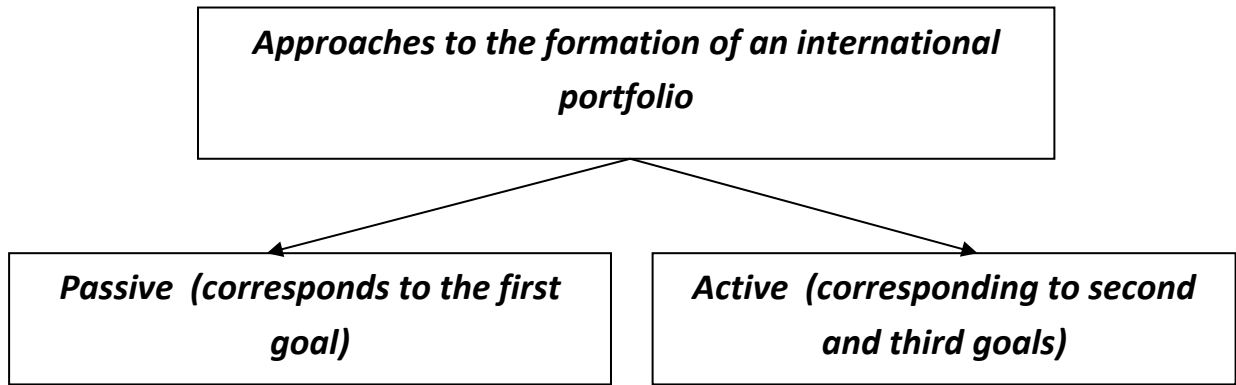 Approaches to the formation of an international
portfolio
Passive (corresponds to the first
goal)
Active (corresponding to second
and third goals)